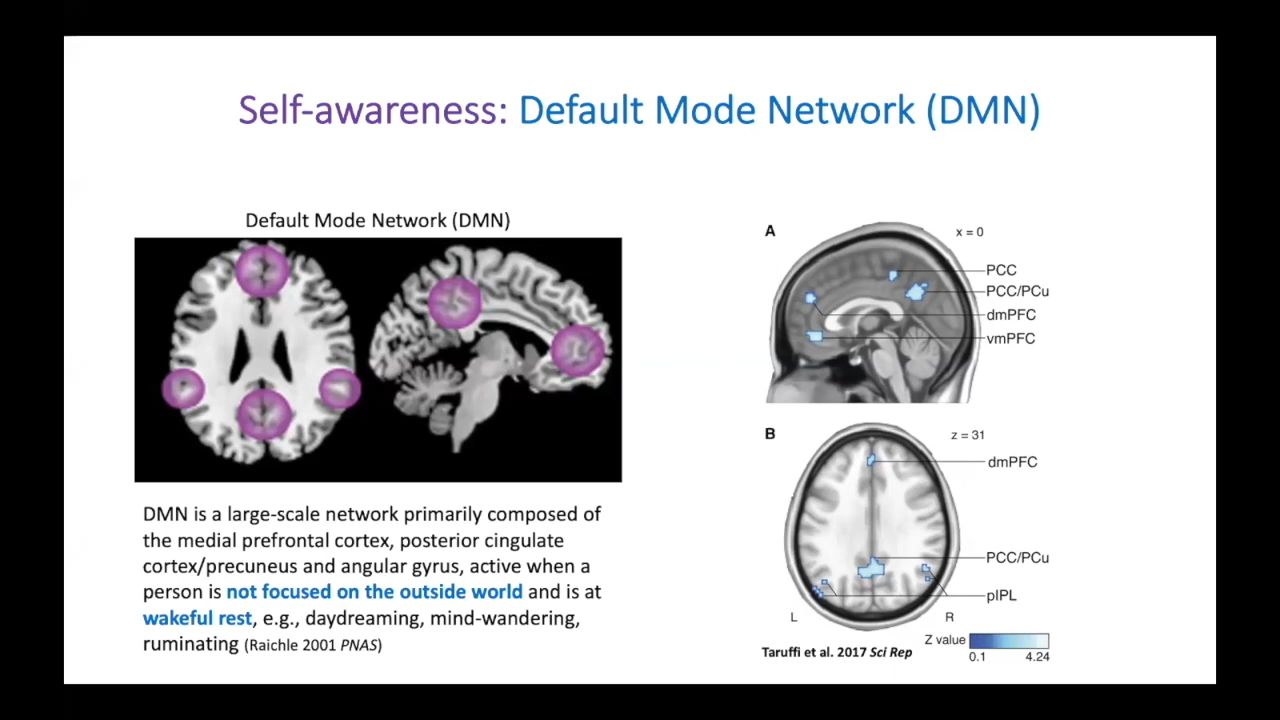 Self-awareness: Default Mode Network (DMN)
Default Mode Network (DMN)
DMN is a large-scale network primarily composed of
the medial prefrontal cortex, posterior cingulate
cortex/precuneus and angular gyrus, active when a
person is not focused on the outside world and is at
wakeful rest, e.g., daydreaming, mind-wandering,
ruminating (Raichle 2001 PNAS)
A
x = 0
PCC
PCC/PCu
dmPFC
vmPFC
B
z = 31
dmPFC
PCC/PCu
pIPL
L
R
Z value
0.1
4.24
Taruffi et al. 2017 Sci Rep